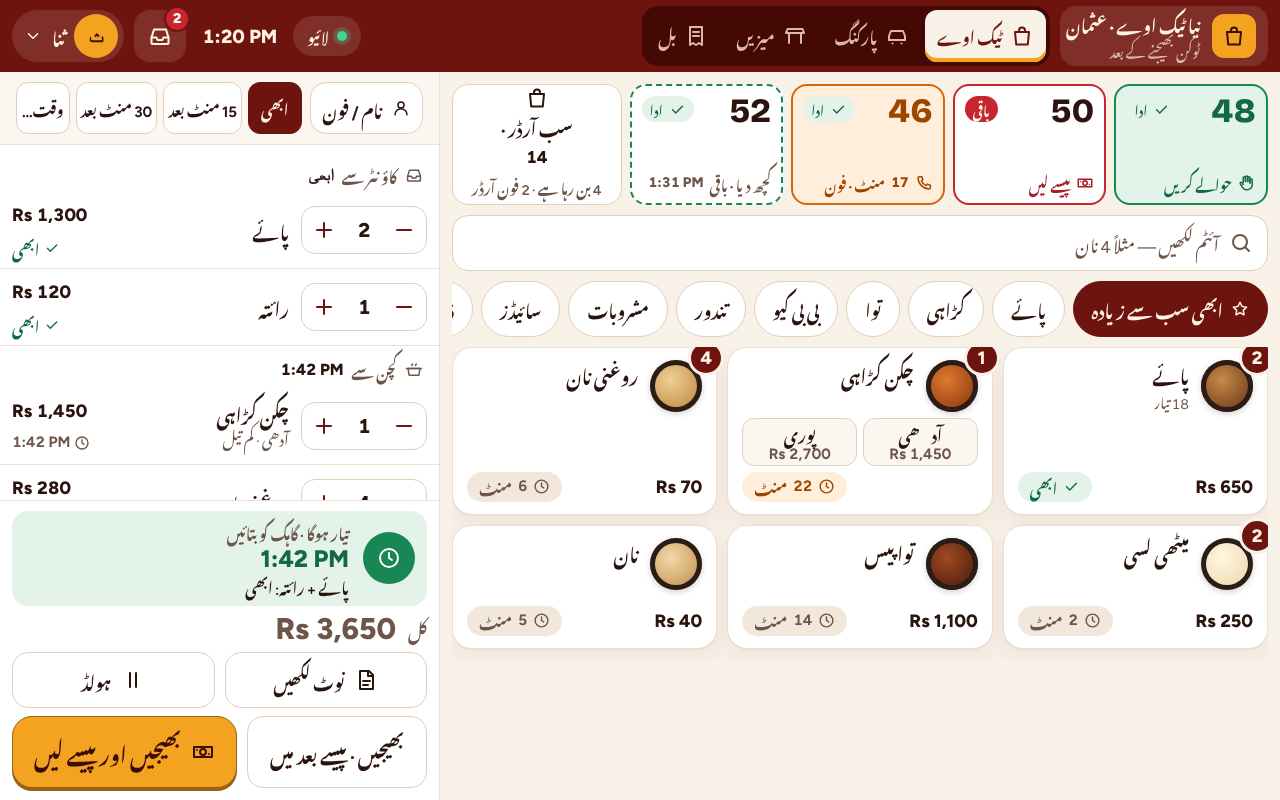 نیا ٹیک اوے · عثمان
ٹوکن بھیجنے کے بعد
ٹیک اوے
پارکنگ
میزیں
بل
لائیو
1:20 PM
2
ث
ثنا
48
ادا
حوالے کریں
50
باقی
پیسے لیں
46
ادا
17 منٹ · فون
52
ادا
کچھ دیا · باقی 1:31 PM
سب آرڈر ·
14
4 بن رہا ہے · 2 فون آرڈر
آئٹم لکھیں — مثلاً 4 نان
ابھی سب سے زیادہ
پائے
کڑاہی
توا
بی بی کیو
تندور
مشروبات
سائیڈز
2
پائے
18 تیار
Rs 650
ابھی
1
چکن کڑاہی
آدھی
Rs 1,450
پوری
Rs 2,700
22 منٹ
4
روغنی نان
Rs 70
6 منٹ
2
میٹھی لسی
Rs 250
2 منٹ
توا پیس
Rs 1,100
14 منٹ
نان
Rs 40
5 منٹ
نام / فون
ابھی
15 منٹ بعد
30 منٹ بعد
وقت...
کاؤنٹر سے ابھی
− 2 +
پائے
Rs 1,300
ابھی
− 1 +
رائتہ
Rs 120
ابھی
کچن سے 1:42 PM
− 1 +
چکن کڑاہی
آدھی · کم تیل
Rs 1,450
1:42 PM
Rs 280
تیار ہوگا · گاہک کو بتائیں
1:42 PM
پائے + رائتہ: ابھی
کل Rs 3,650
نوٹ لکھیں
ہولڈ
بھیجیں · پیسے بعد میں
بھیجیں اور پیسے لیں